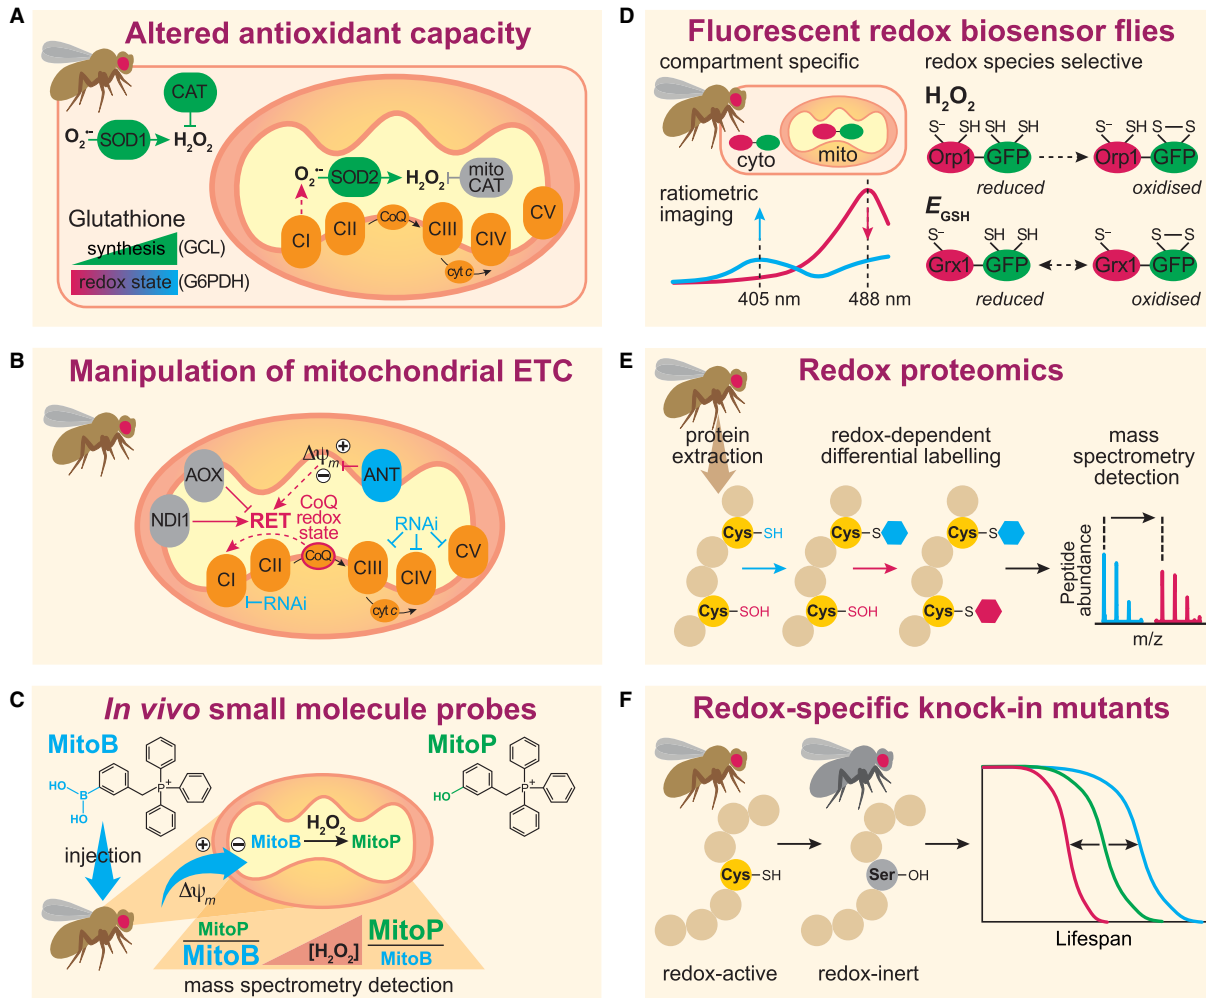 A
Altered antioxidant capacity
CAT
O₂•− SOD1 H₂O₂
O₂•− SOD2 H₂O₂ mito
CAT
Glutathione
synthesis (GCL)
redox state (G6PDH)
CI CII CoQ CIII CIV CV
cyt c
B
Manipulation of mitochondrial ETC
AOX
Δψm + −
ANT
NDI1
RET
CoQ
redox
state
RNAi
CI CII CoQ CIII CIV CV
RNAi
cyt c
C
In vivo small molecule probes
MitoB
HO
B
HO
P+
MitoP
HO
P+
injection
+ −
Δψm
H₂O₂
MitoB MitoP
MitoP
MitoB
[H₂O₂]
MitoP
MitoB
mass spectrometry detection
D
Fluorescent redox biosensor flies
compartment specific
redox species selective
cyto
mito
ratiometric
imaging
405 nm 488 nm
H₂O₂
S− SH SH SH
Orp1 GFP
reduced
S− SH S S
Orp1 GFP
oxidised
EGSH
S− SH SH
Grx1 GFP
reduced
S− S S
Grx1 GFP
oxidised
E
Redox proteomics
protein
extraction
redox-dependent
differential labelling
mass
spectrometry
detection
Cys SH
Cys S
Cys S
Cys SOH
Cys SOH
Cys S
Peptide
abundance
m/z
F
Redox-specific knock-in mutants
Cys SH
Ser OH
redox-active
redox-inert
Lifespan